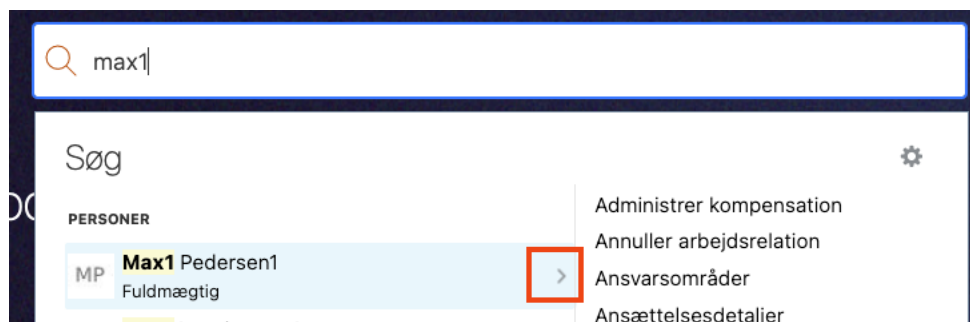 max1
Søg
PERSONER
MP
Max1 Pedersen1
Fuldmægtig
Administrer kompensation
Annuller arbejdsrelation
Ansvarsområder
Ansættelsesdetaljer